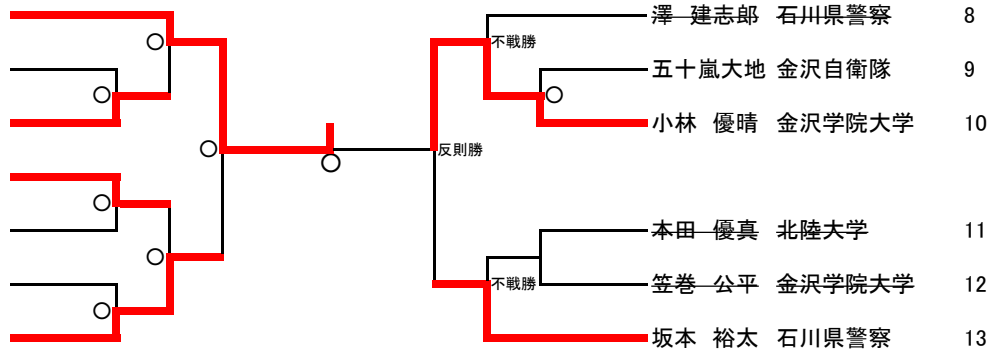 澤 建志郎 石川県警察 8
不戦勝
五十嵐大地 金沢自衛隊 9
小林 優晴 金沢学院大学 10
反則勝
本田 優真 北陸大学 11
不戦勝
笠巻 公平 金沢学院大学 12
坂本 裕太 石川県警察 13